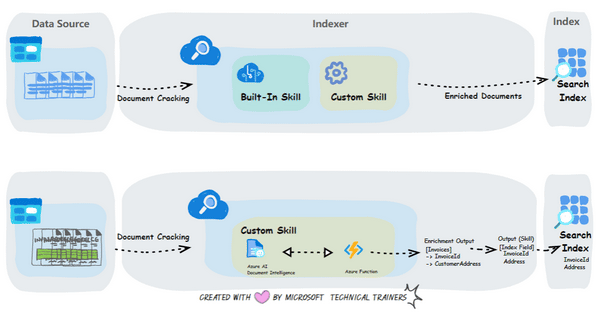 Data Source
Indexer
Index
Built-In Skill
Custom Skill
Document Cracking
Enriched Documents
Search
Index
Custom Skill
Document Cracking
Azure AI
Document Intelligence
Azure Function
Enrichment Output
[Invoices]
-> InvoiceId
-> CustomerAddress
Output (Skill)
[Index Field]
InvoiceId
Address
Search
Index
InvoiceId
Address
CREATED WITH BY MICROSOFT TECHNICAL TRAINERS